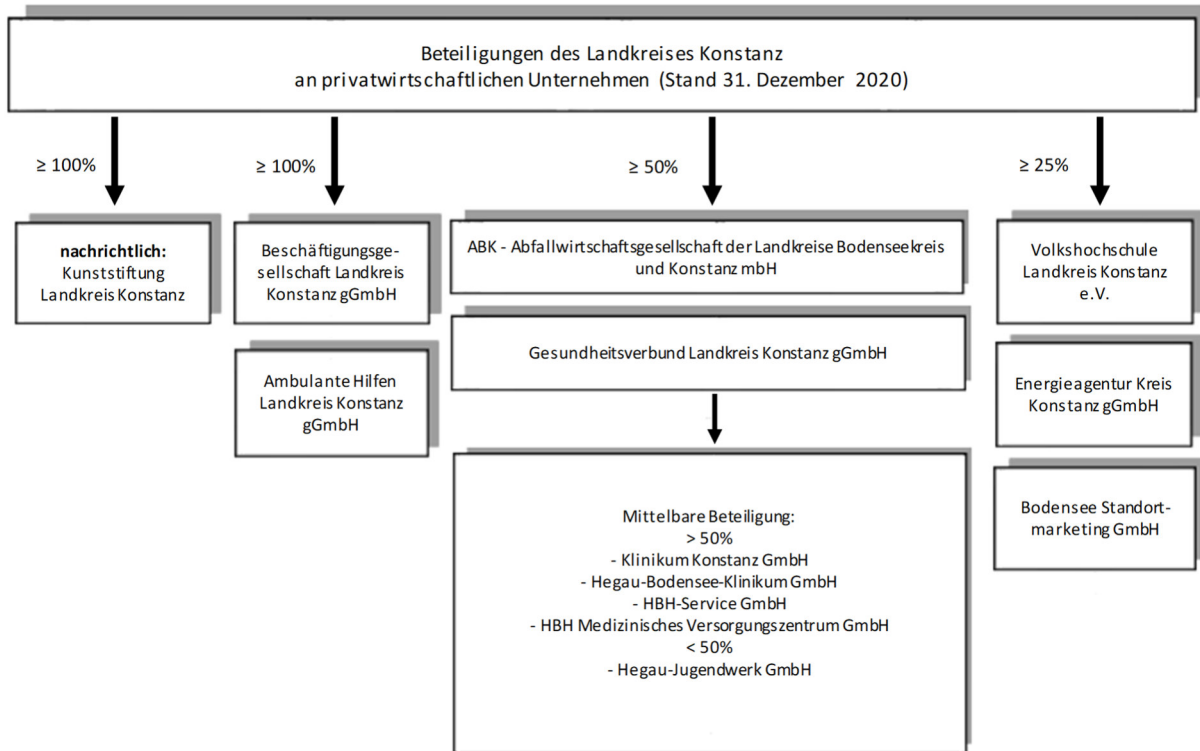 Beteiligungen des Landkreises Konstanz
an privatwirtschaftlichen Unternehmen (Stand 31. Dezember 2020)
≥ 100%
≥ 100%
≥ 50%
≥ 25%
nachrichtlich:
Kunststiftung
Landkreis Konstanz
Beschäftigungsge-
sellschaft Landkreis
Konstanz gGmbH
Ambulante Hilfen
Landkreis Konstanz
gGmbH
ABK - Abfallwirtschaftsgesellschaft der Landkreise Bodenseekreis
und Konstanz mbH
Gesundheitsverbund Landkreis Konstanz gGmbH
Mittelbare Beteiligung:
> 50%
- Klinikum Konstanz GmbH
- Hegau-Bodensee-Klinikum GmbH
- HBH-Service GmbH
- HBH Medizinisches Versorgungszentrum GmbH
< 50%
- Hegau-Jugendwerk GmbH
Volkshochschule
Landkreis Konstanz
e.V.
Energieagentur Kreis
Konstanz gGmbH
Bodensee Standort-
marketing GmbH